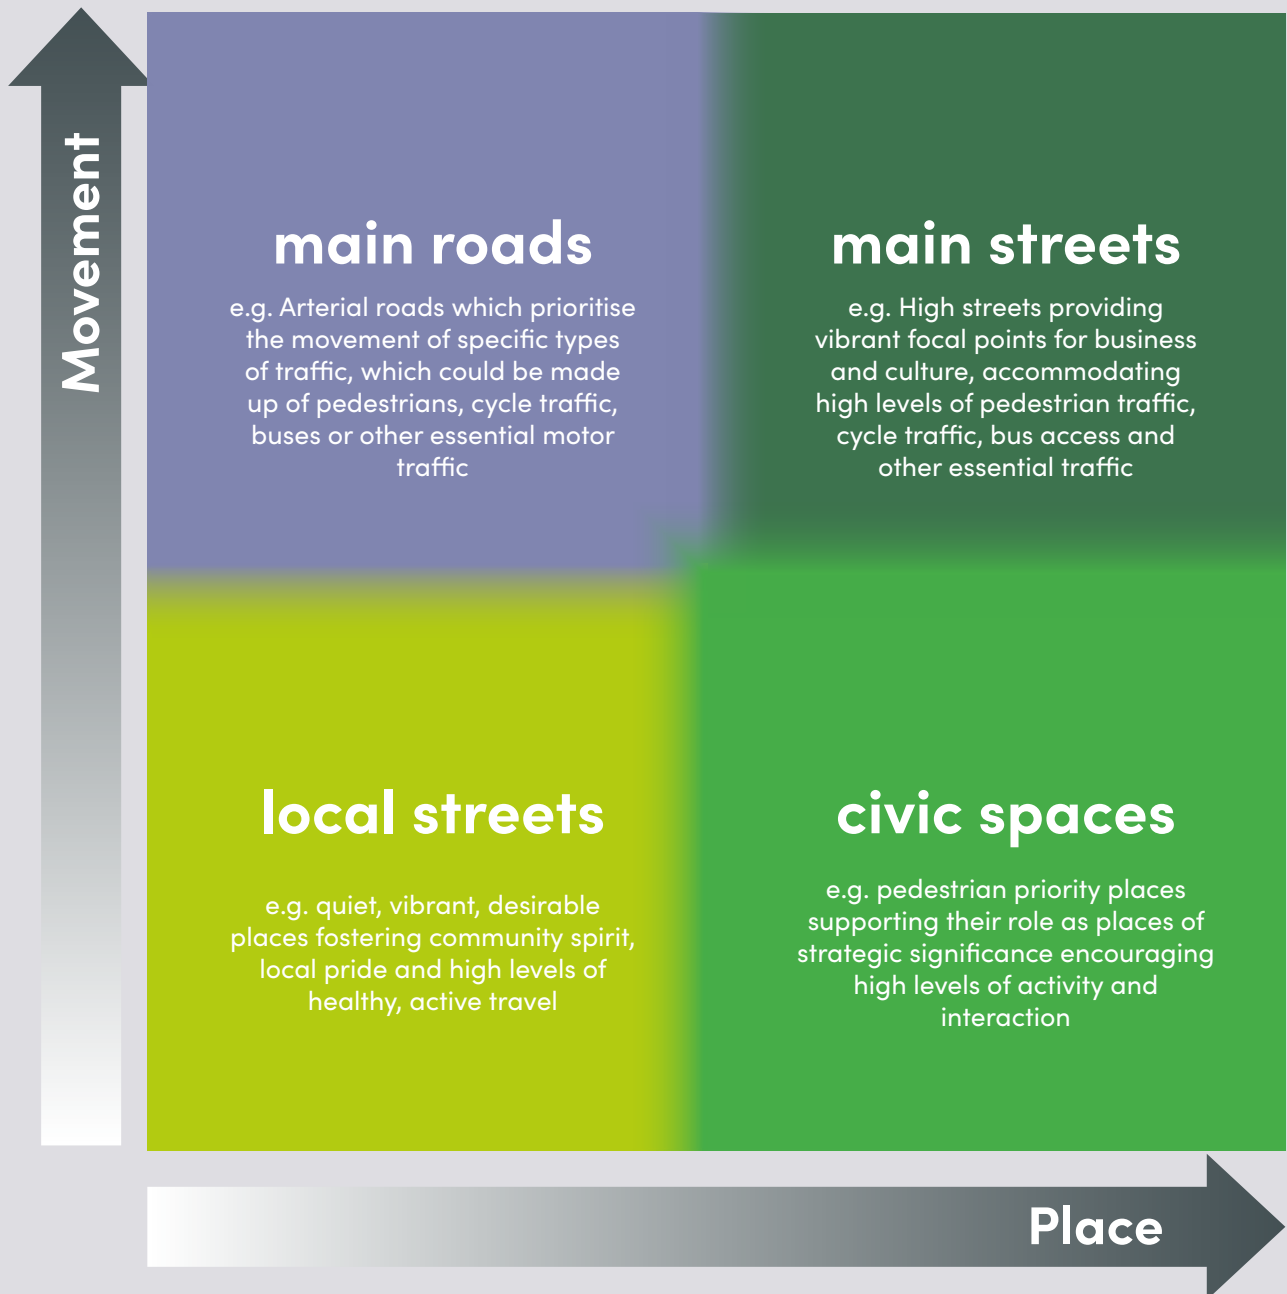 Movement
main roads
e.g. Arterial roads which prioritise
the movement of specific types
of traffic, which could be made
up of pedestrians, cycle traffic,
buses or other essential motor
traffic
main streets
e.g. High streets providing
vibrant focal points for business
and culture, accommodating
high levels of pedestrian traffic,
cycle traffic, bus access and
other essential traffic
local streets
e.g. quiet, vibrant, desirable
places fostering community spirit,
local pride and high levels of
healthy, active travel
civic spaces
e.g. pedestrian priority places
supporting their role as places of
strategic significance encouraging
high levels of activity and
interaction
Place